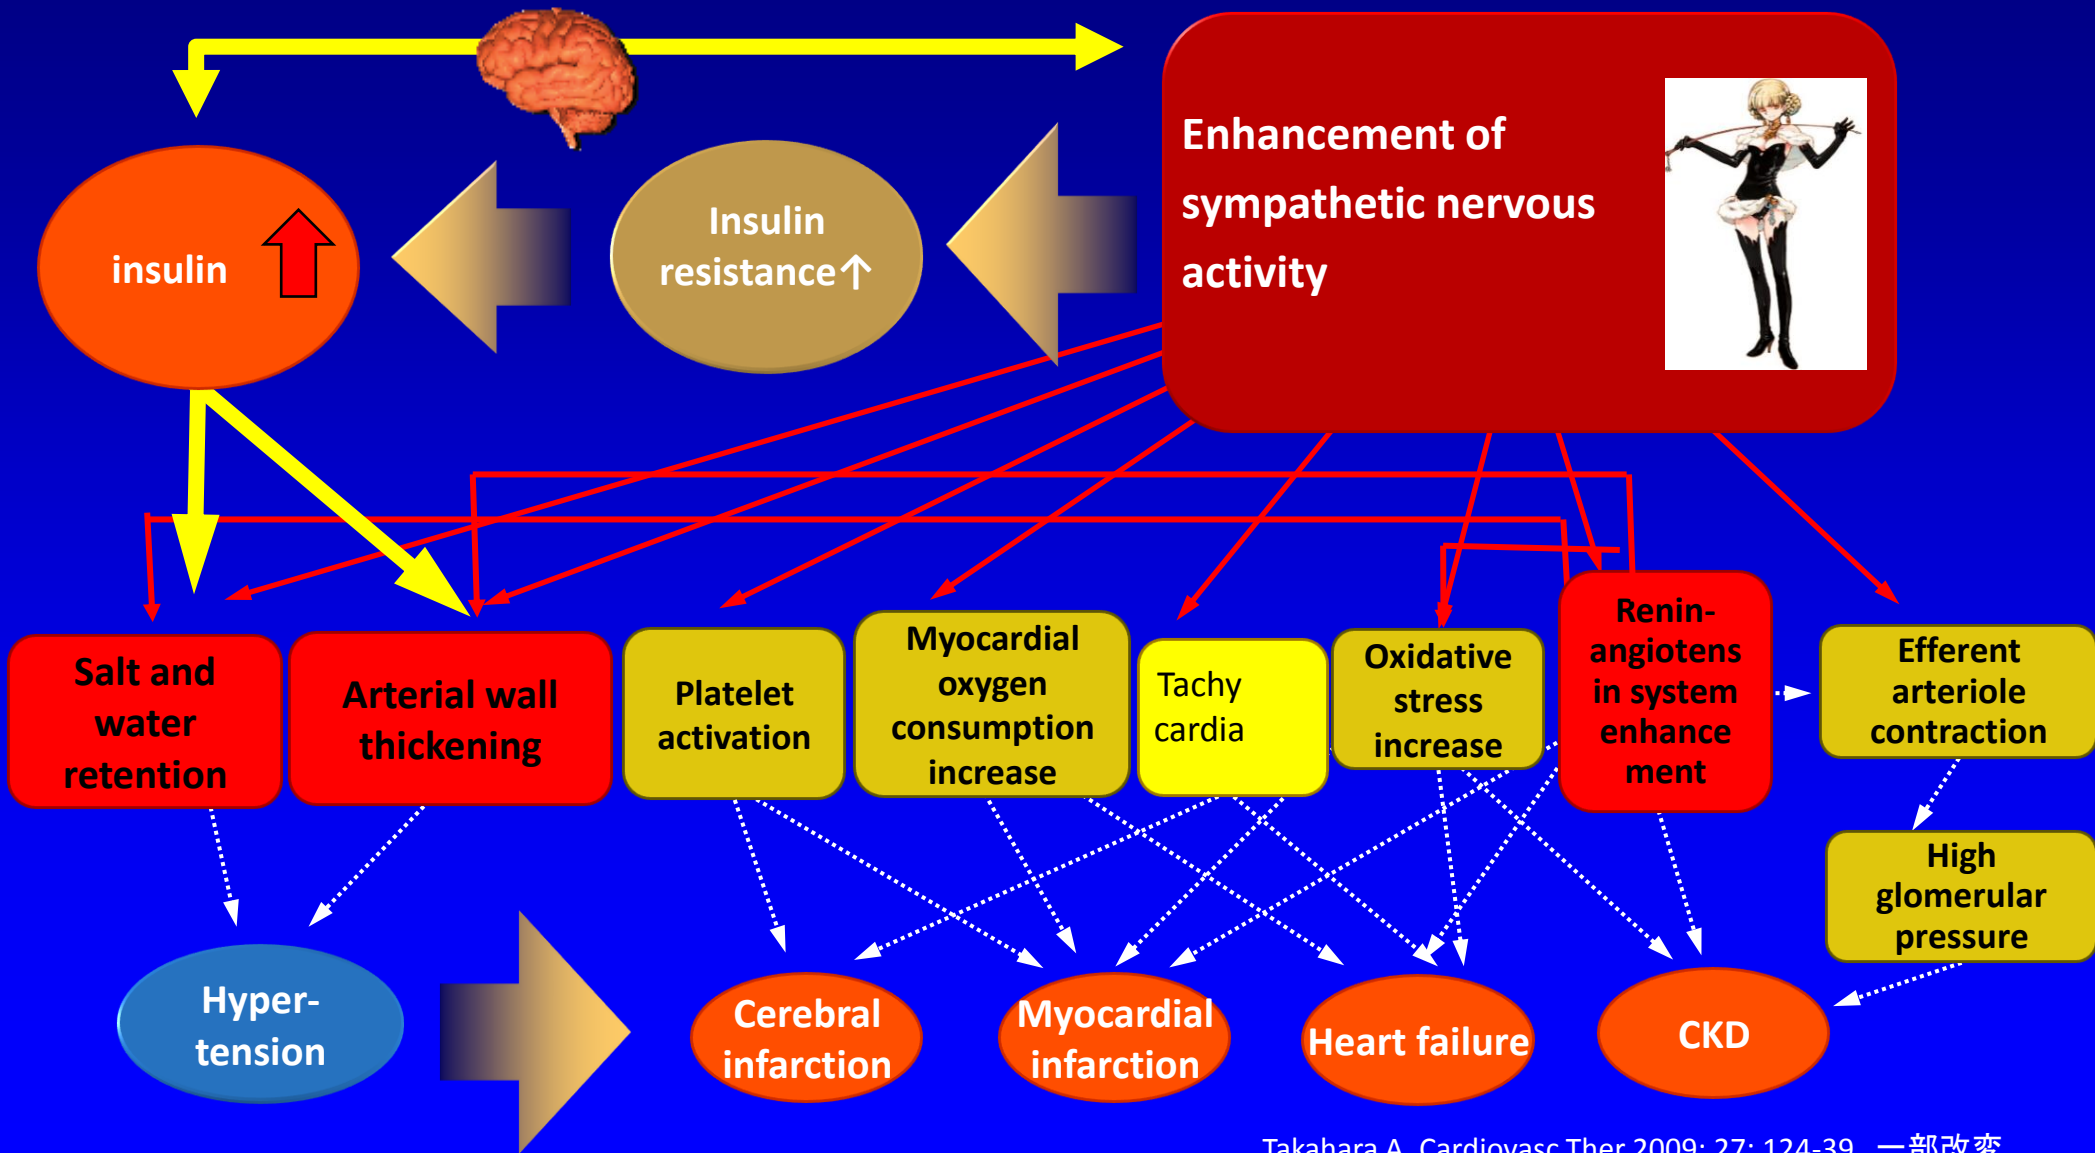 Enhancement of
sympathetic nervous
activity
Insulin
resistance↑
insulin
Salt and
water
retention
Arterial wall
thickening
Platelet
activation
Myocardial
oxygen
consumption
increase
Tachy
cardia
Oxidative
stress
increase
Renin-
angiotens
in system
enhance
ment
Efferent
arteriole
contraction
High
glomerular
pressure
Hyper-
tension
Cerebral
infarction
Myocardial
infarction
Heart failure
CKD
Takahara A. Cardiovasc Ther 2009; 27: 124-39 一部改変